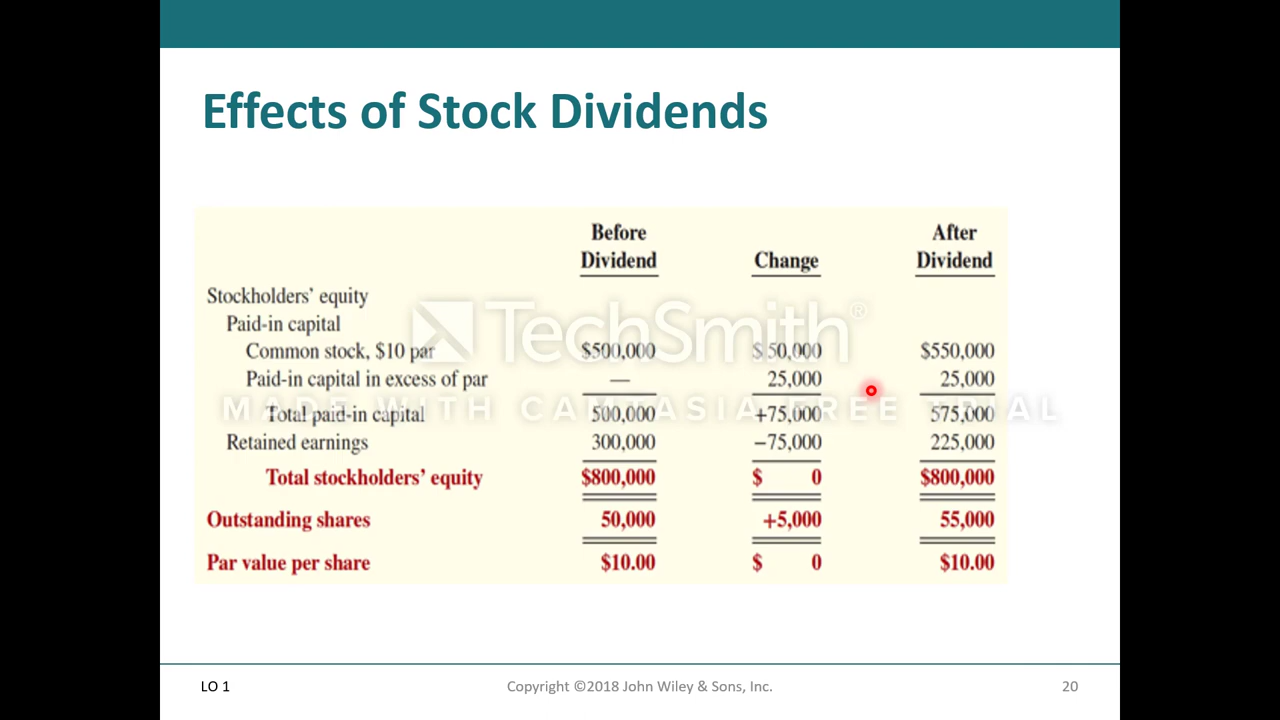 Effects of Stock Dividends
Before After
Dividend Change Dividend
Stockholders' equity
Paid-in capital
Common stock, $10 par $500,000 $ 50,000 $550,000
Paid-in capital in excess of par — 25,000 25,000
Total paid-in capital 500,000 +75,000 575,000
Retained earnings 300,000 −75,000 225,000
Total stockholders' equity $800,000 $ 0 $800,000
Outstanding shares 50,000 +5,000 55,000
Par value per share $10.00 $ 0 $10.00
TechSmith®
MADE WITH CAMTASIA FREE TRIAL
LO 1 Copyright ©2018 John Wiley & Sons, Inc. 20